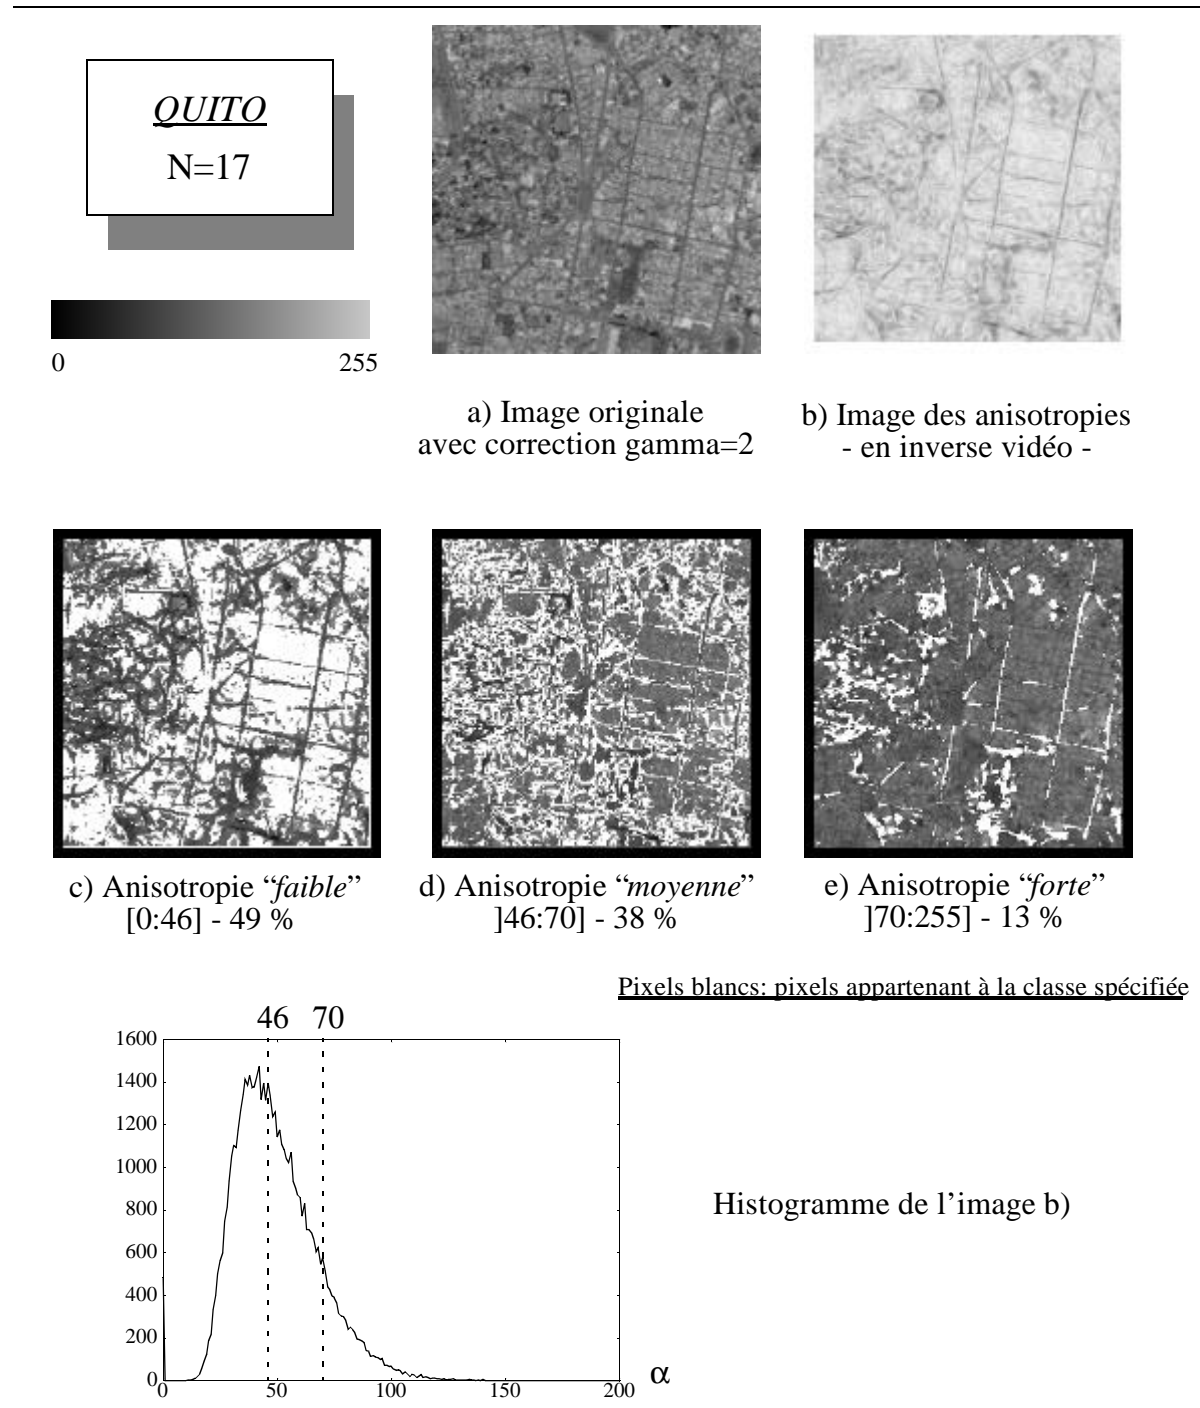 QUITO
N=17
0 255
a) Image originale
avec correction gamma=2
b) Image des anisotropies
- en inverse vidéo -
c) Anisotropie “faible”
[0:46] - 49 %
d) Anisotropie “moyenne”
]46:70] - 38 %
e) Anisotropie “forte”
]70:255] - 13 %
Pixels blancs: pixels appartenant à la classe spécifiée
46 70
1600
1400
1200
1000
800
600
400
200
0
0 50 100 150 200 α
Histogramme de l’image b)